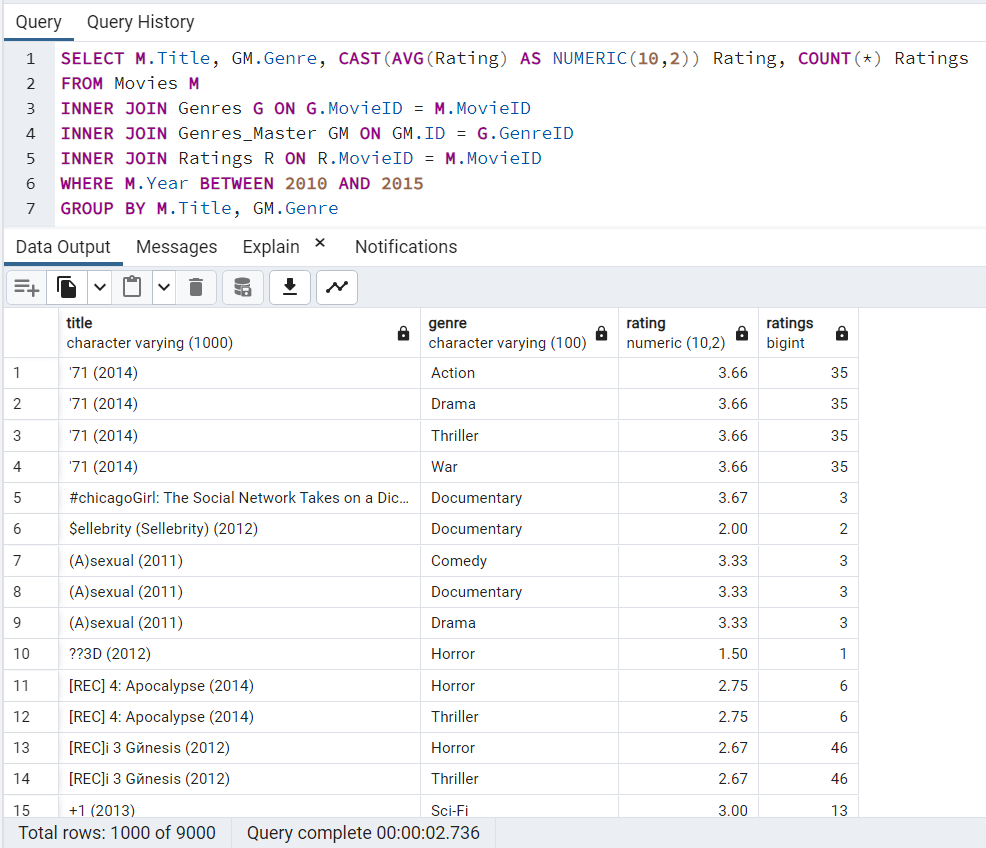 Query Query History
1 SELECT M.Title, GM.Genre, CAST(AVG(Rating) AS NUMERIC(10,2)) Rating, COUNT(*) Ratings
2 FROM Movies M
3 INNER JOIN Genres G ON G.MovieID = M.MovieID
4 INNER JOIN Genres_Master GM ON GM.ID = G.GenreID
5 INNER JOIN Ratings R ON R.MovieID = M.MovieID
6 WHERE M.Year BETWEEN 2010 AND 2015
7 GROUP BY M.Title, GM.Genre
Data Output Messages Explain × Notifications
title genre rating ratings
character varying (1000) character varying (100) numeric (10,2) bigint
1 '71 (2014) Action 3.66 35
2 '71 (2014) Drama 3.66 35
3 '71 (2014) Thriller 3.66 35
4 '71 (2014) War 3.66 35
5 #chicagoGirl: The Social Network Takes on a Dic... Documentary 3.67 3
6 $ellebrity (Sellebrity) (2012) Documentary 2.00 2
7 (A)sexual (2011) Comedy 3.33 3
8 (A)sexual (2011) Documentary 3.33 3
9 (A)sexual (2011) Drama 3.33 3
10 ??3D (2012) Horror 1.50 1
11 [REC] 4: Apocalypse (2014) Horror 2.75 6
12 [REC] 4: Apocalypse (2014) Thriller 2.75 6
13 [REC]і 3 Gйnesis (2012) Horror 2.67 46
14 [REC]і 3 Gйnesis (2012) Thriller 2.67 46
15 +1 (2013) Sci-Fi 3.00 13
Total rows: 1000 of 9000 Query complete 00:00:02.736